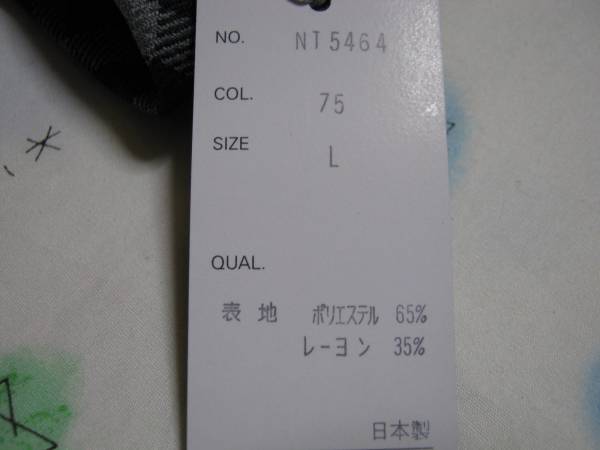 NO. NT5464
COL. 75
SIZE L
QUAL.
表地 ポリエステル 65%
レーヨン 35%
日本製